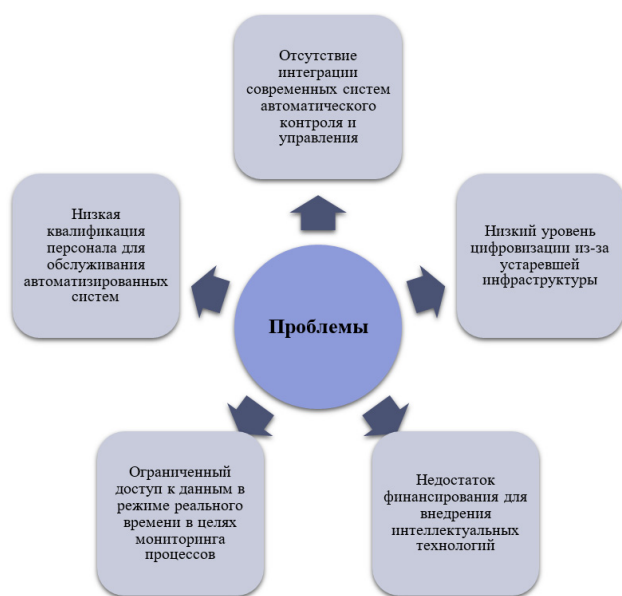 Отсутствие
интеграции
современных систем
автоматического
контроля и
управления
Низкая
квалификация
персонала для
обслуживания
автоматизированных
систем
Низкий уровень
цифровизации из-за
устаревшей
инфраструктуры
Проблемы
Ограниченный
доступ к данным в
режиме реального
времени в целях
мониторинга
процессов
Недостаток
финансирования для
внедрения
интеллектуальных
технологий